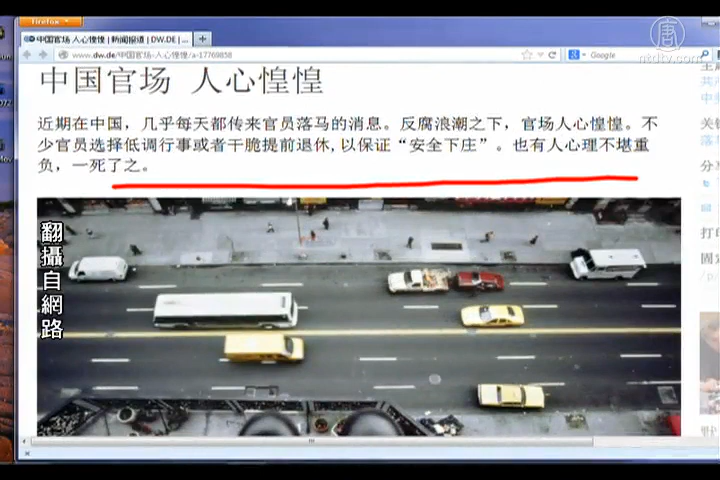 firefox
中国官场 人心惶惶 | 新闻报道 | DW.DE | ...
www.dw.de/中国官场-人心惶惶/a-17769858
Google
ntdtv.com
中国官场 人心惶惶
近期在中国，几乎每天都传来官员落马的消息。反腐浪潮之下，官场人心惶惶。不
少官员选择低调行事或者干脆提前退休,以保证“安全下庄”。也有人心理不堪重
负，一死了之。
翻攝自網路
分享
打印